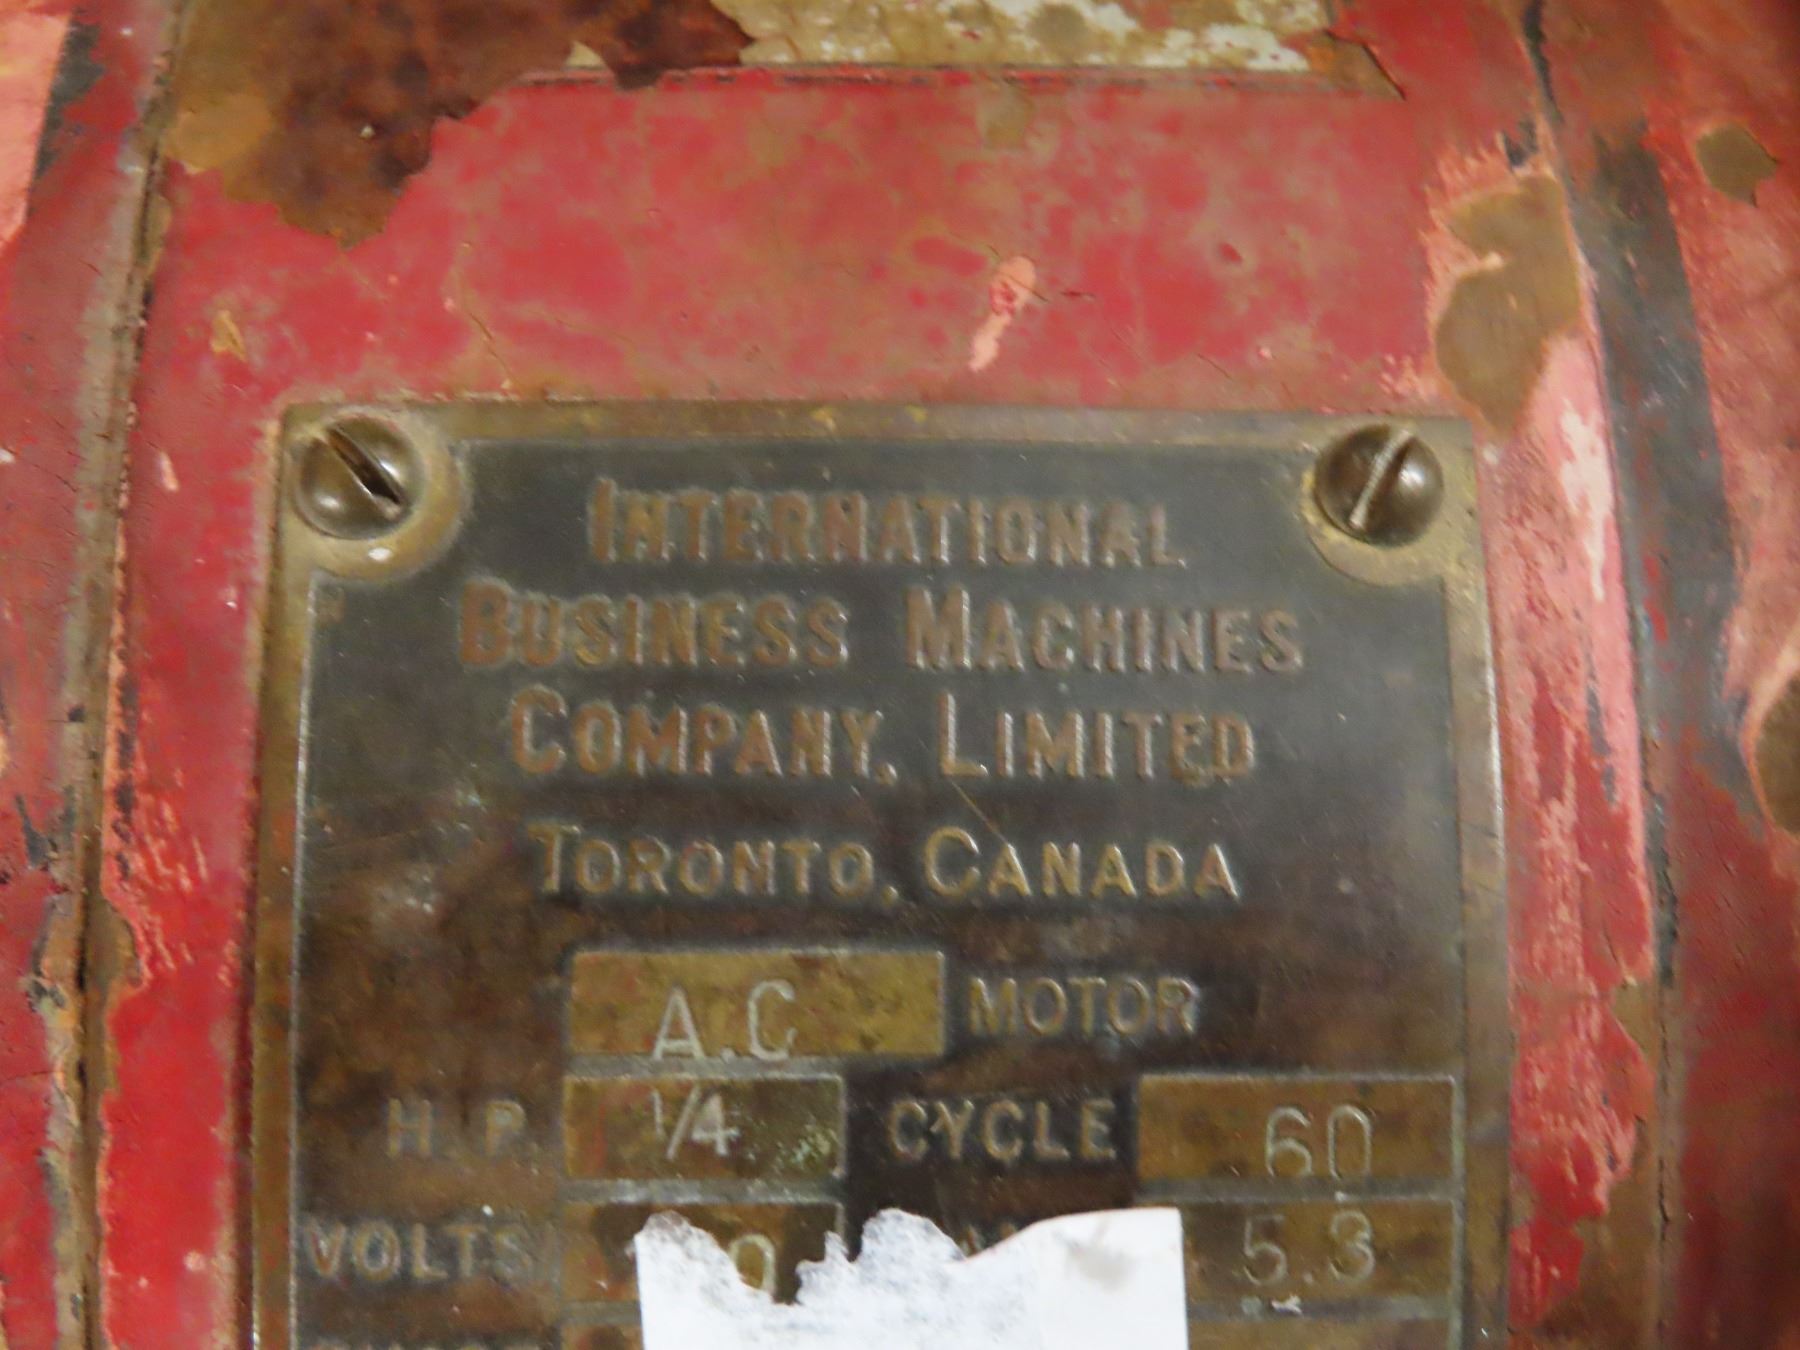 INTERNATIONAL
BUSINESS MACHINES
COMPANY, LIMITED
TORONTO, CANADA
A.C MOTOR
H.P. 1/4 CYCLE 60
VOLTS 5.3